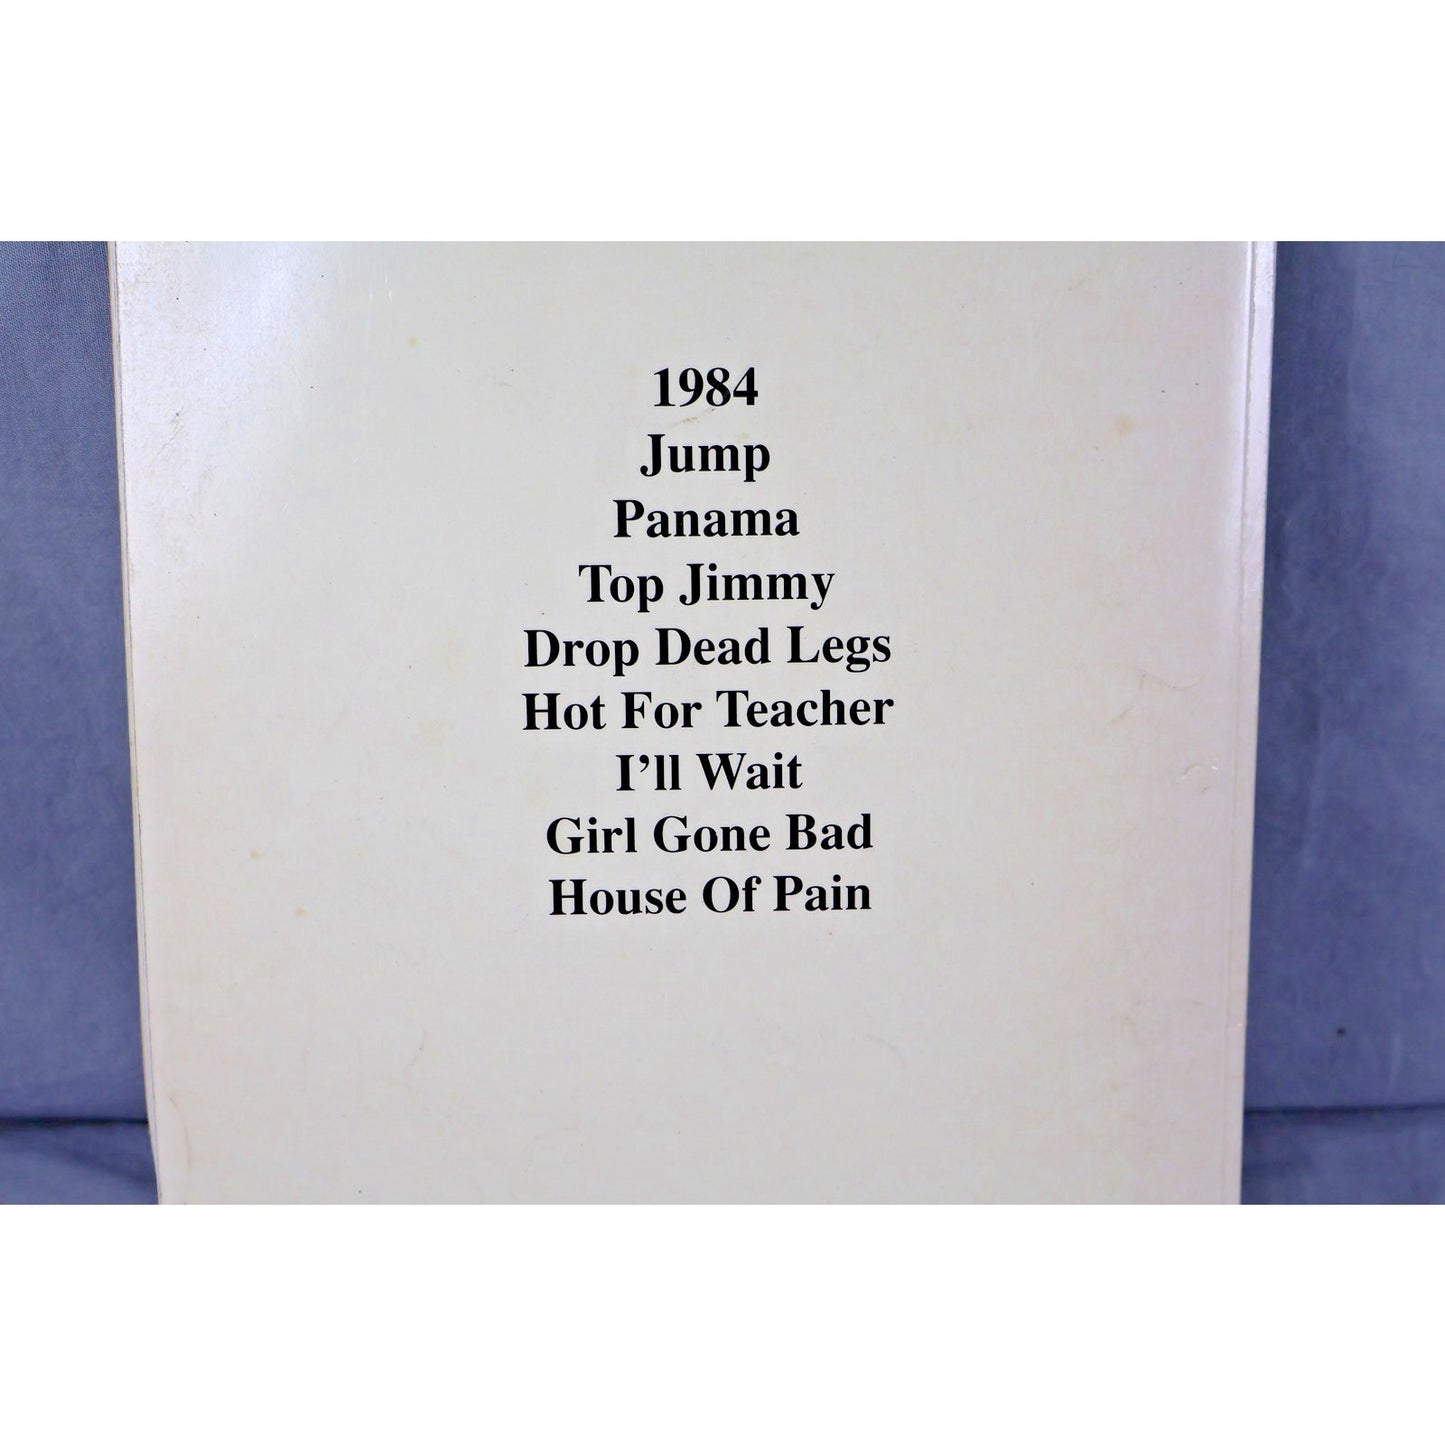 1984
Jump
Panama
Top Jimmy
Drop Dead Legs
Hot For Teacher
I’ll Wait
Girl Gone Bad
House Of Pain